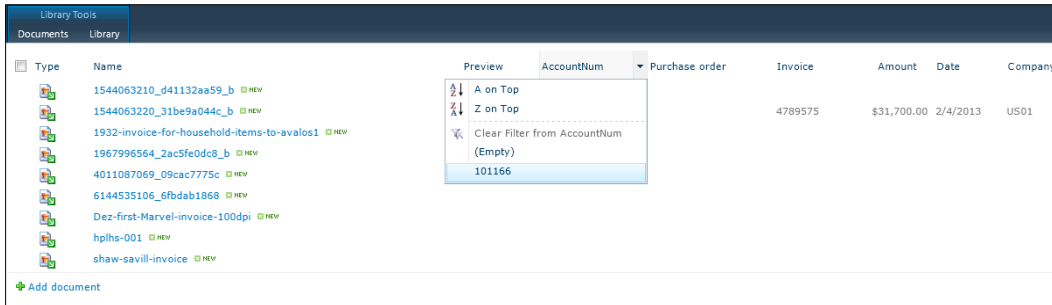 Library Tools
Documents Library
Type Name Preview AccountNum Purchase order Invoice Amount Date Company
1544063210_d41132aa59_b NEW
A on Top
1544063220_31be9a044c_b NEW
Z on Top
4789575 $31,700.00 2/4/2013 US01
1932-invoice-for-household-items-to-avalos1 NEW
Clear Filter from AccountNum
1967996564_2ac5fe0dc8_b NEW
(Empty)
4011087069_09cac7775c NEW
101166
6144535106_6fbdab1868 NEW
Dez-first-Marvel-invoice-100dpi NEW
hplhs-001 NEW
shaw-savill-invoice NEW
Add document